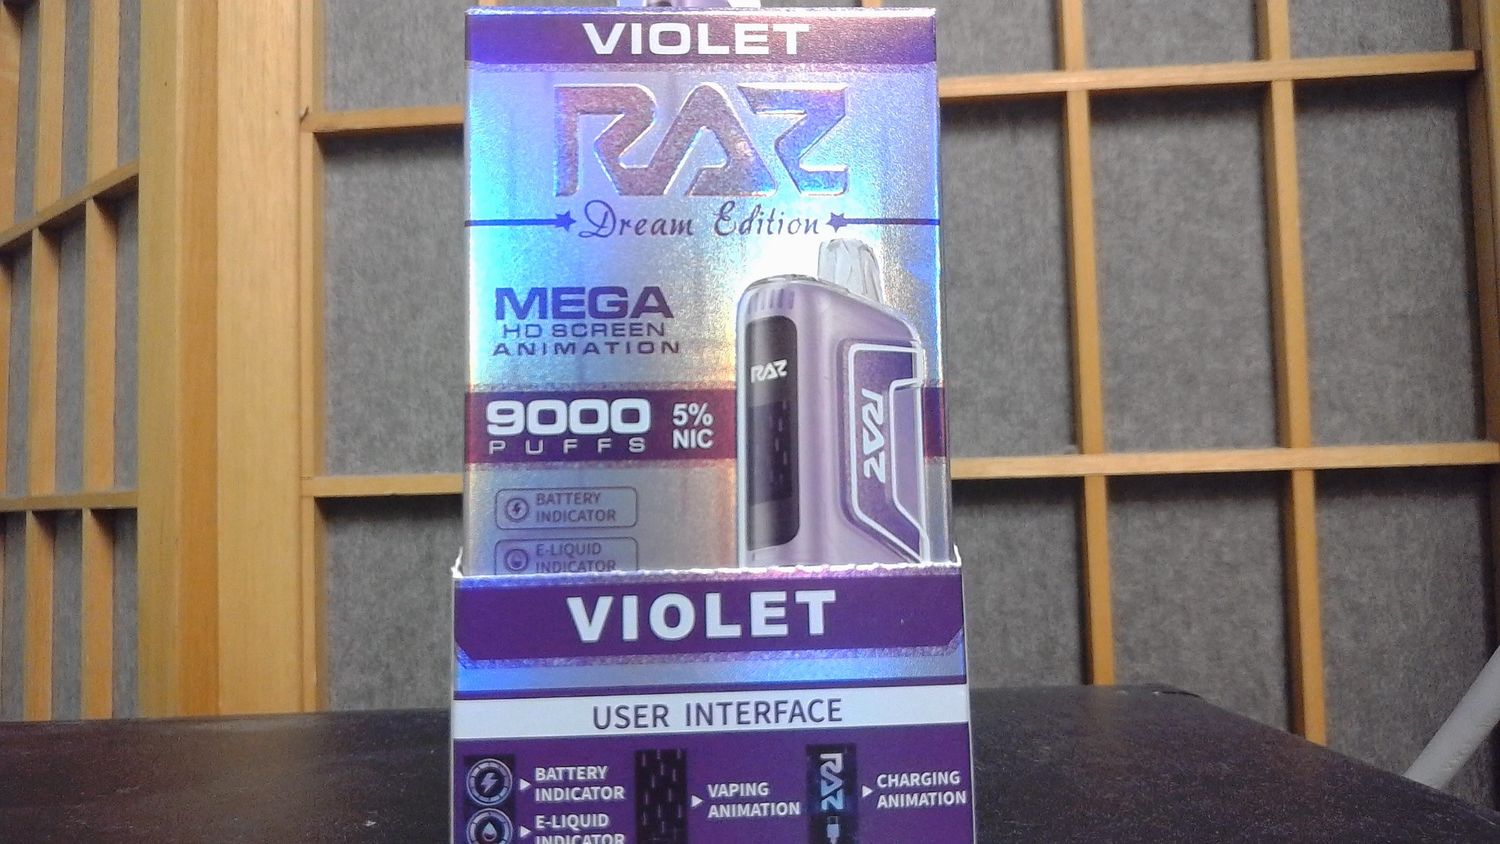 VIOLET
RAZ
Dream Edition
MEGA
HD SCREEN
ANIMATION
9000
PUFFS
5%
NIC
RAZ
RAZ
BATTERY
INDICATOR
E-LIQUID
INDICATOR
VIOLET
USER INTERFACE
BATTERY
INDICATOR
E-LIQUID
INDICATOR
VAPING
ANIMATION
RAZ
CHARGING
ANIMATION